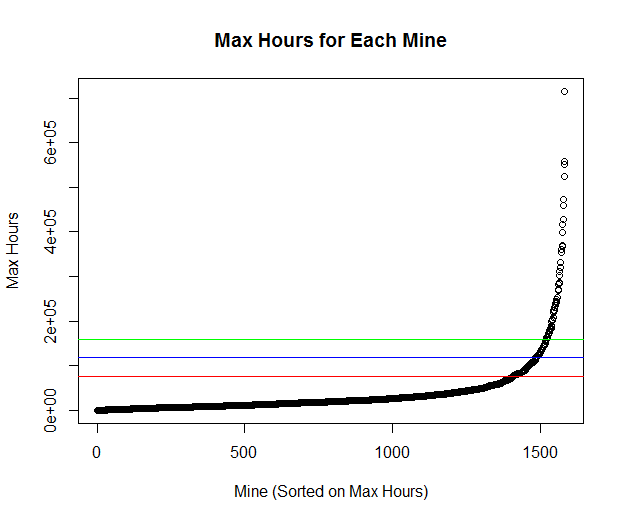 Max Hours for Each Mine
Max Hours
6e+05
4e+05
2e+05
0e+00
0
500
1000
1500
Mine (Sorted on Max Hours)